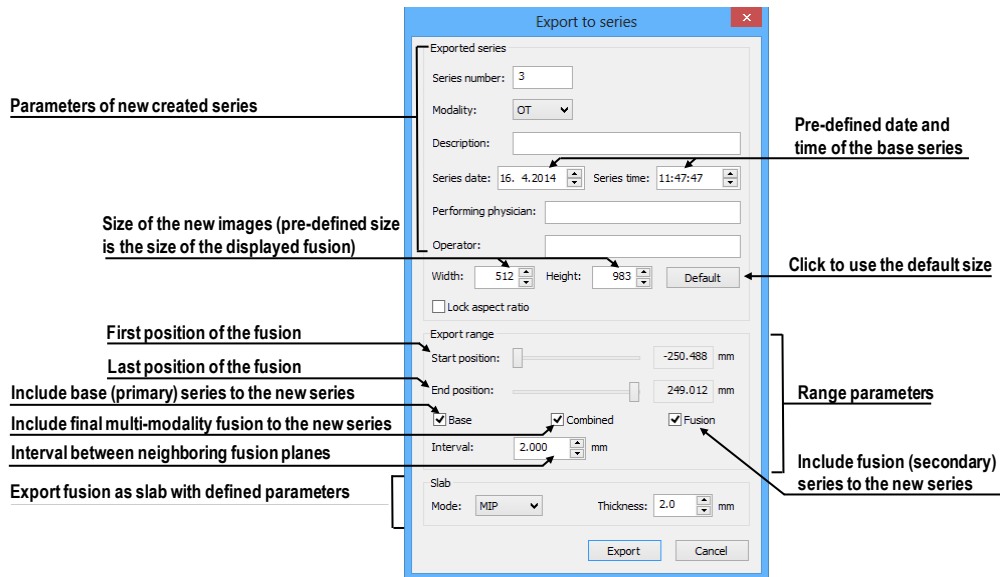 Export to series
Exported series
Series number: 3
Parameters of new created series
Modality: OT
Pre-defined date and
time of the base series
Description:
Series date: 16. 4.2014 Series time: 11:47:47
Performing physician:
Size of the new images (pre-defined size
is the size of the displayed fusion)
Operator:
Width: 512 Height: 983 Default
Click to use the default size
Lock aspect ratio
First position of the fusion
Export range
Start position: -250.488 mm
Last position of the fusion
End position: 249.012 mm
Include base (primary) series to the new series
Range parameters
Base Combined Fusion
Include final multi-modality fusion to the new series
Interval between neighboring fusion planes
Interval: 2.000 mm
Include fusion (secondary)
series to the new series
Export fusion as slab with defined parameters
Slab
Mode: MIP Thickness: 2.0 mm
Export Cancel